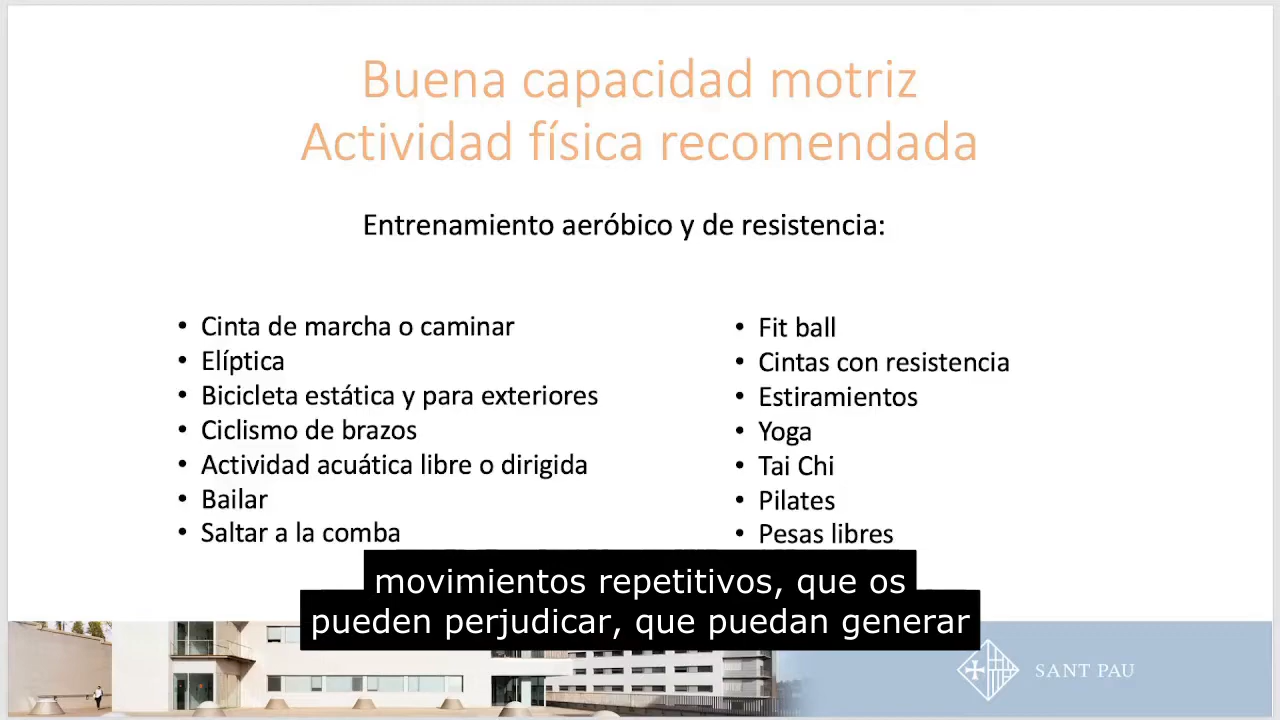 Buena capacidad motriz
Actividad física recomendada
Entrenamiento aeróbico y de resistencia:
• Cinta de marcha o caminar
• Elíptica
• Bicicleta estática y para exteriores
• Ciclismo de brazos
• Actividad acuática libre o dirigida
• Bailar
• Saltar a la comba
• Fit ball
• Cintas con resistencia
• Estiramientos
• Yoga
• Tai Chi
• Pilates
• Pesas libres
movimientos repetitivos, que os
pueden perjudicar, que puedan generar
SANT PAU